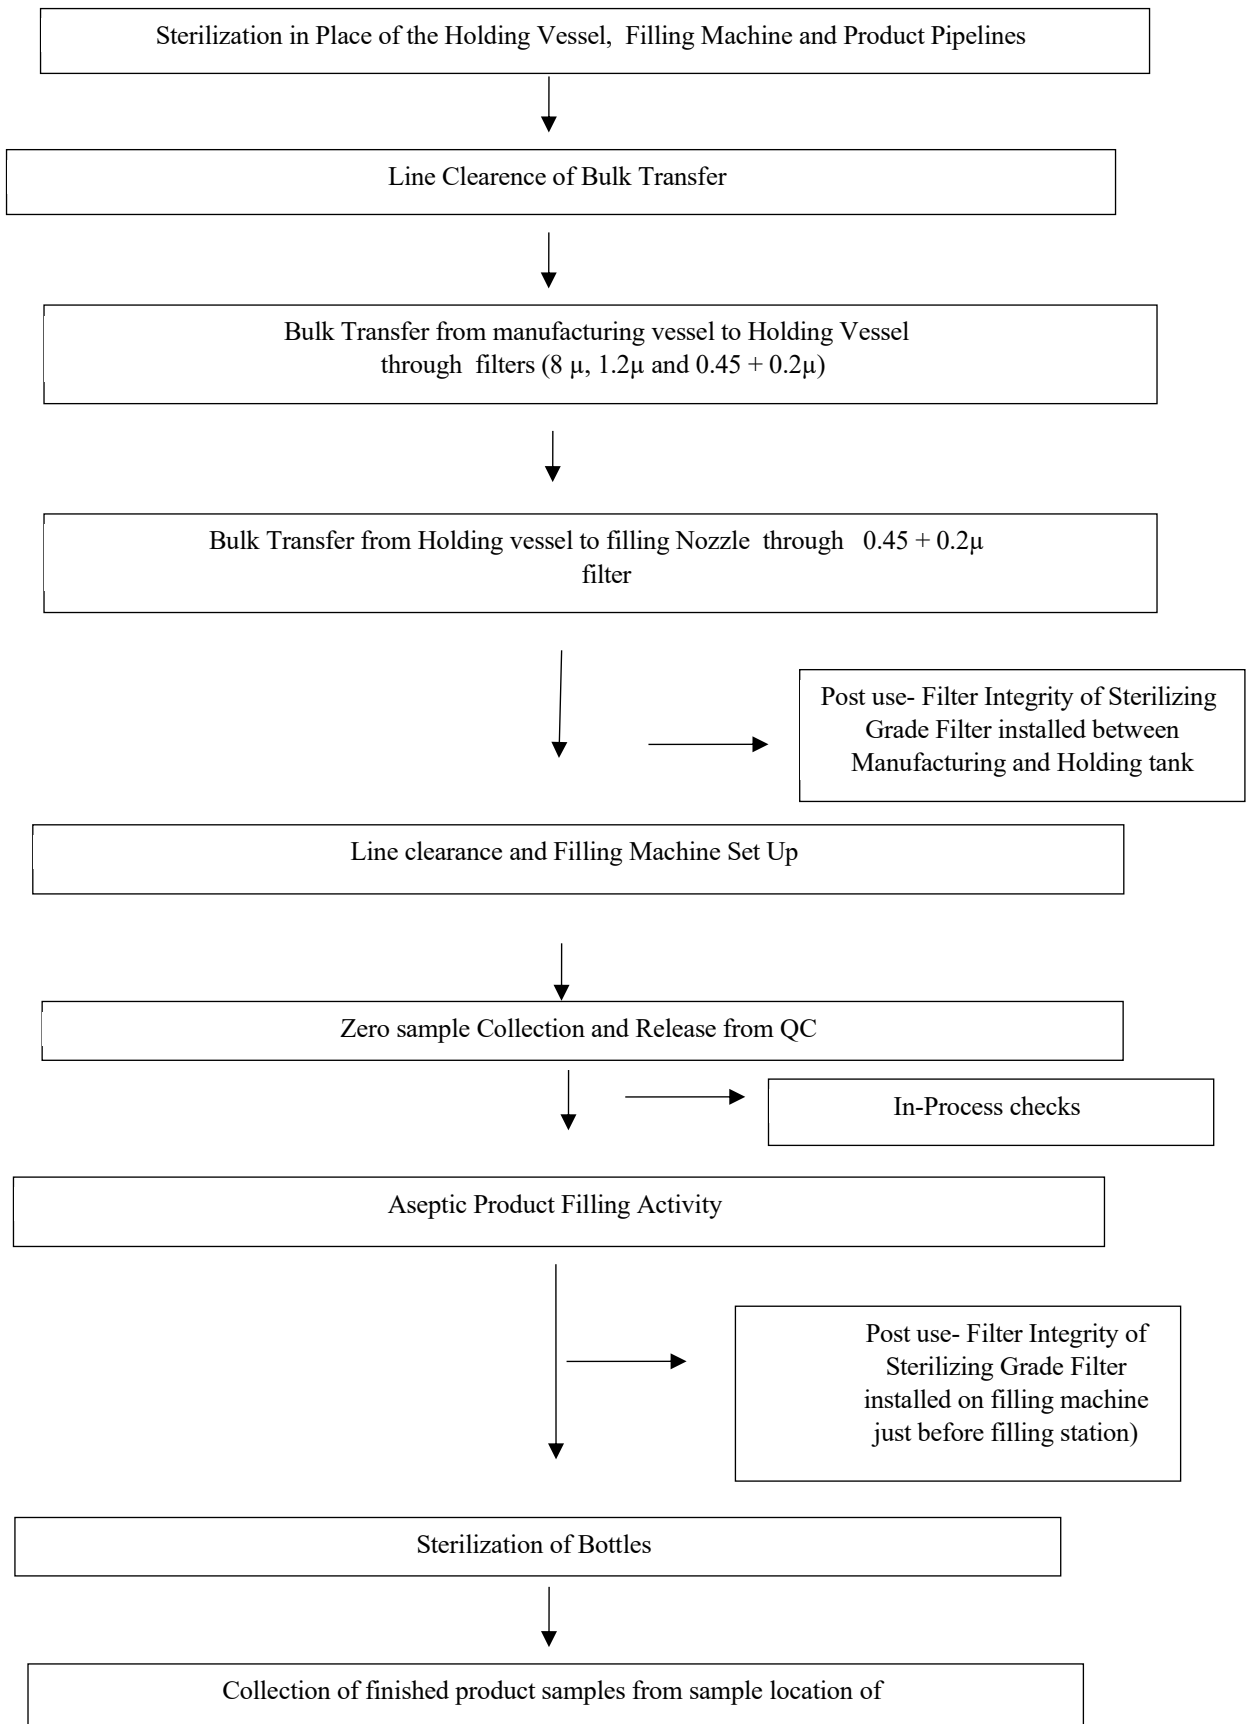 Sterilization in Place of the Holding Vessel, Filling Machine and Product Pipelines
Line Clearence of Bulk Transfer
Bulk Transfer from manufacturing vessel to Holding Vessel
through filters (8 µ, 1.2µ and 0.45 + 0.2µ)
Bulk Transfer from Holding vessel to filling Nozzle through 0.45 + 0.2µ
filter
Post use- Filter Integrity of Sterilizing
Grade Filter installed between
Manufacturing and Holding tank
Line clearance and Filling Machine Set Up
Zero sample Collection and Release from QC
In-Process checks
Aseptic Product Filling Activity
Post use- Filter Integrity of
Sterilizing Grade Filter
installed on filling machine
just before filling station)
Sterilization of Bottles
Collection of finished product samples from sample location of